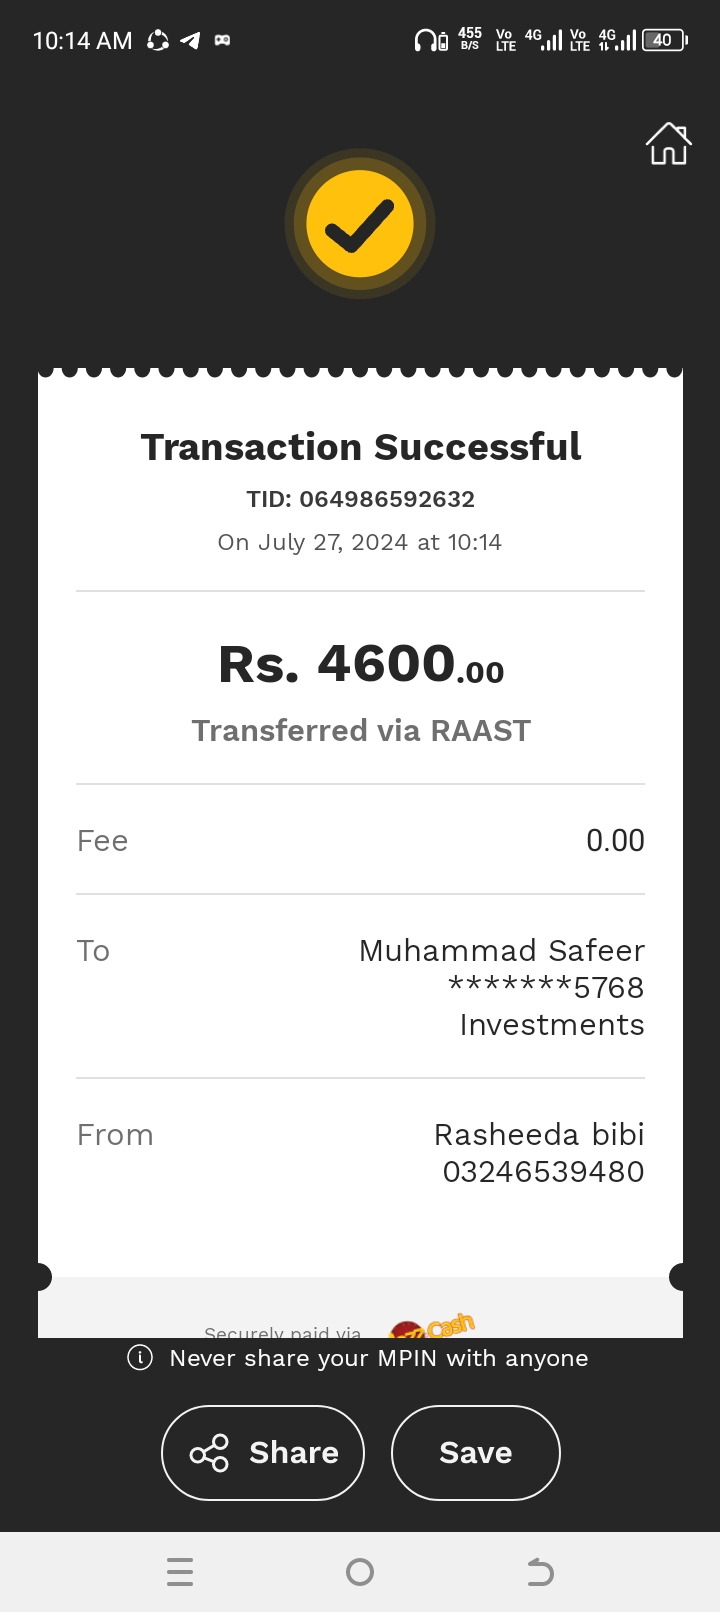 10:14 AM 455 B/S Vo LTE 4G Vo LTE 4G 40
Transaction Successful
TID: 064986592632
On July 27, 2024 at 10:14
Rs. 4600.00
Transferred via RAAST
Fee 0.00
To Muhammad Safeer
*******5768
Investments
From Rasheeda bibi
03246539480
Securely paid via Cash
Never share your MPIN with anyone
Share Save